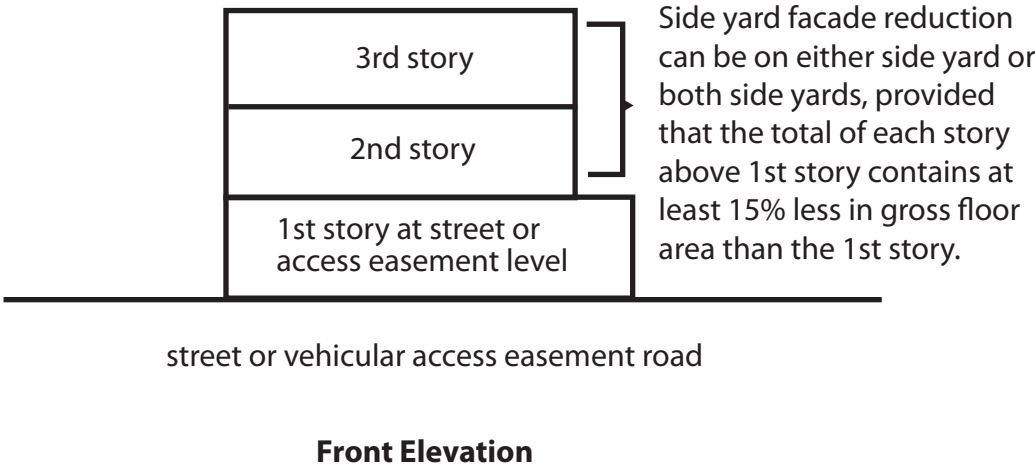 3rd story
2nd story
1st story at street or
access easement level
Side yard facade reduction
can be on either side yard or
both side yards, provided
that the total of each story
above 1st story contains at
least 15% less in gross floor
area than the 1st story.
street or vehicular access easement road
Front Elevation